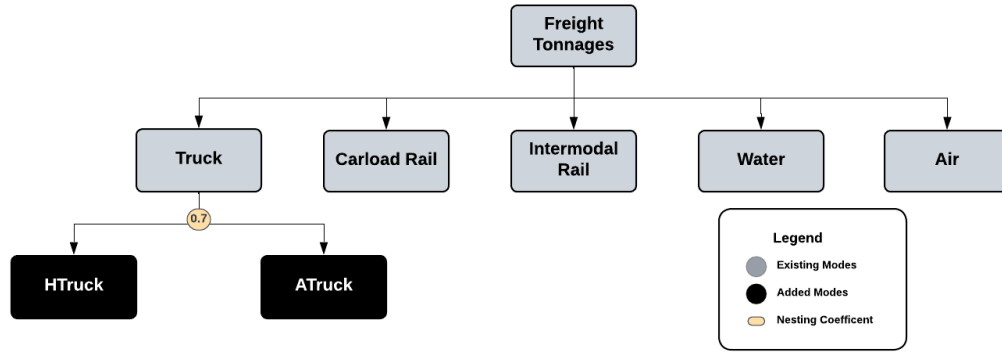 Freight
Tonnages
Truck
Carload Rail
Intermodal
Rail
Water
Air
0.7
HTruck
ATruck
Legend
Existing Modes
Added Modes
Nesting Coefficent